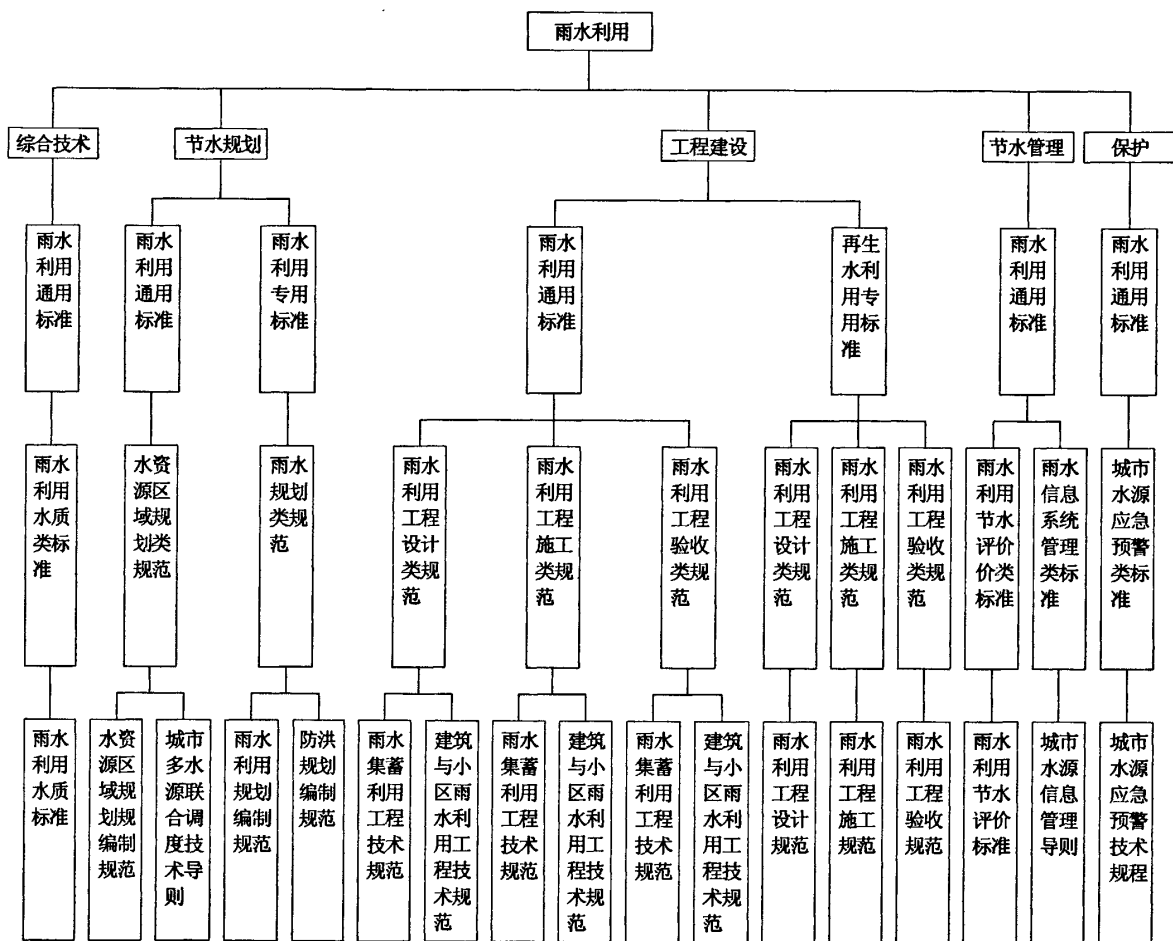 雨水利用
综合技术
节水规划
工程建设
节水管理
保护
雨水
利用
通用
标准
雨水
利用
通用
标准
雨水
利用
专用
标准
雨水
利用
通用
标准
再生
水利
用专
用标
准
雨水
利用
通用
标准
雨水
利用
通用
标准
雨水
利用
水质
类标
准
水资
源区
域规
划类
规范
雨水
规划
类规
范
雨水
利用
工程
设计
类规
范
雨水
利用
工程
施工
类规
范
雨水
利用
工程
验收
类规
范
雨水
利用
工程
设计
类规
范
雨水
利用
工程
施工
类规
范
雨水
利用
工程
验收
类规
范
雨水
利用
节水
评价
价类
标准
雨水
信息
系统
管理
类标
准
城市
水源
应急
预警
类标
准
雨水
利用
水质
标准
水资
源区
域规
划规
编制
规范
城市
多水
源联
合调
度技
术导
则
雨水
利用
规划
编制
规范
防洪
规划
编制
规范
雨水
集蓄
利用
工程
技术
规范
建筑
与小
区雨
水利
用工
程技
术规
范
雨水
集蓄
利用
工程
技术
规范
建筑
与小
区雨
水利
用工
程技
术规
范
雨水
集蓄
利用
工程
技术
规范
建筑
与小
区雨
水利
用工
程技
术规
范
雨水
利用
工程
设计
规范
雨水
利用
工程
施工
规范
雨水
利用
工程
验收
规范
雨水
利用
节水
评价
标准
城市
水源
信息
管理
导则
城市
水源
应急
预警
技术
规程